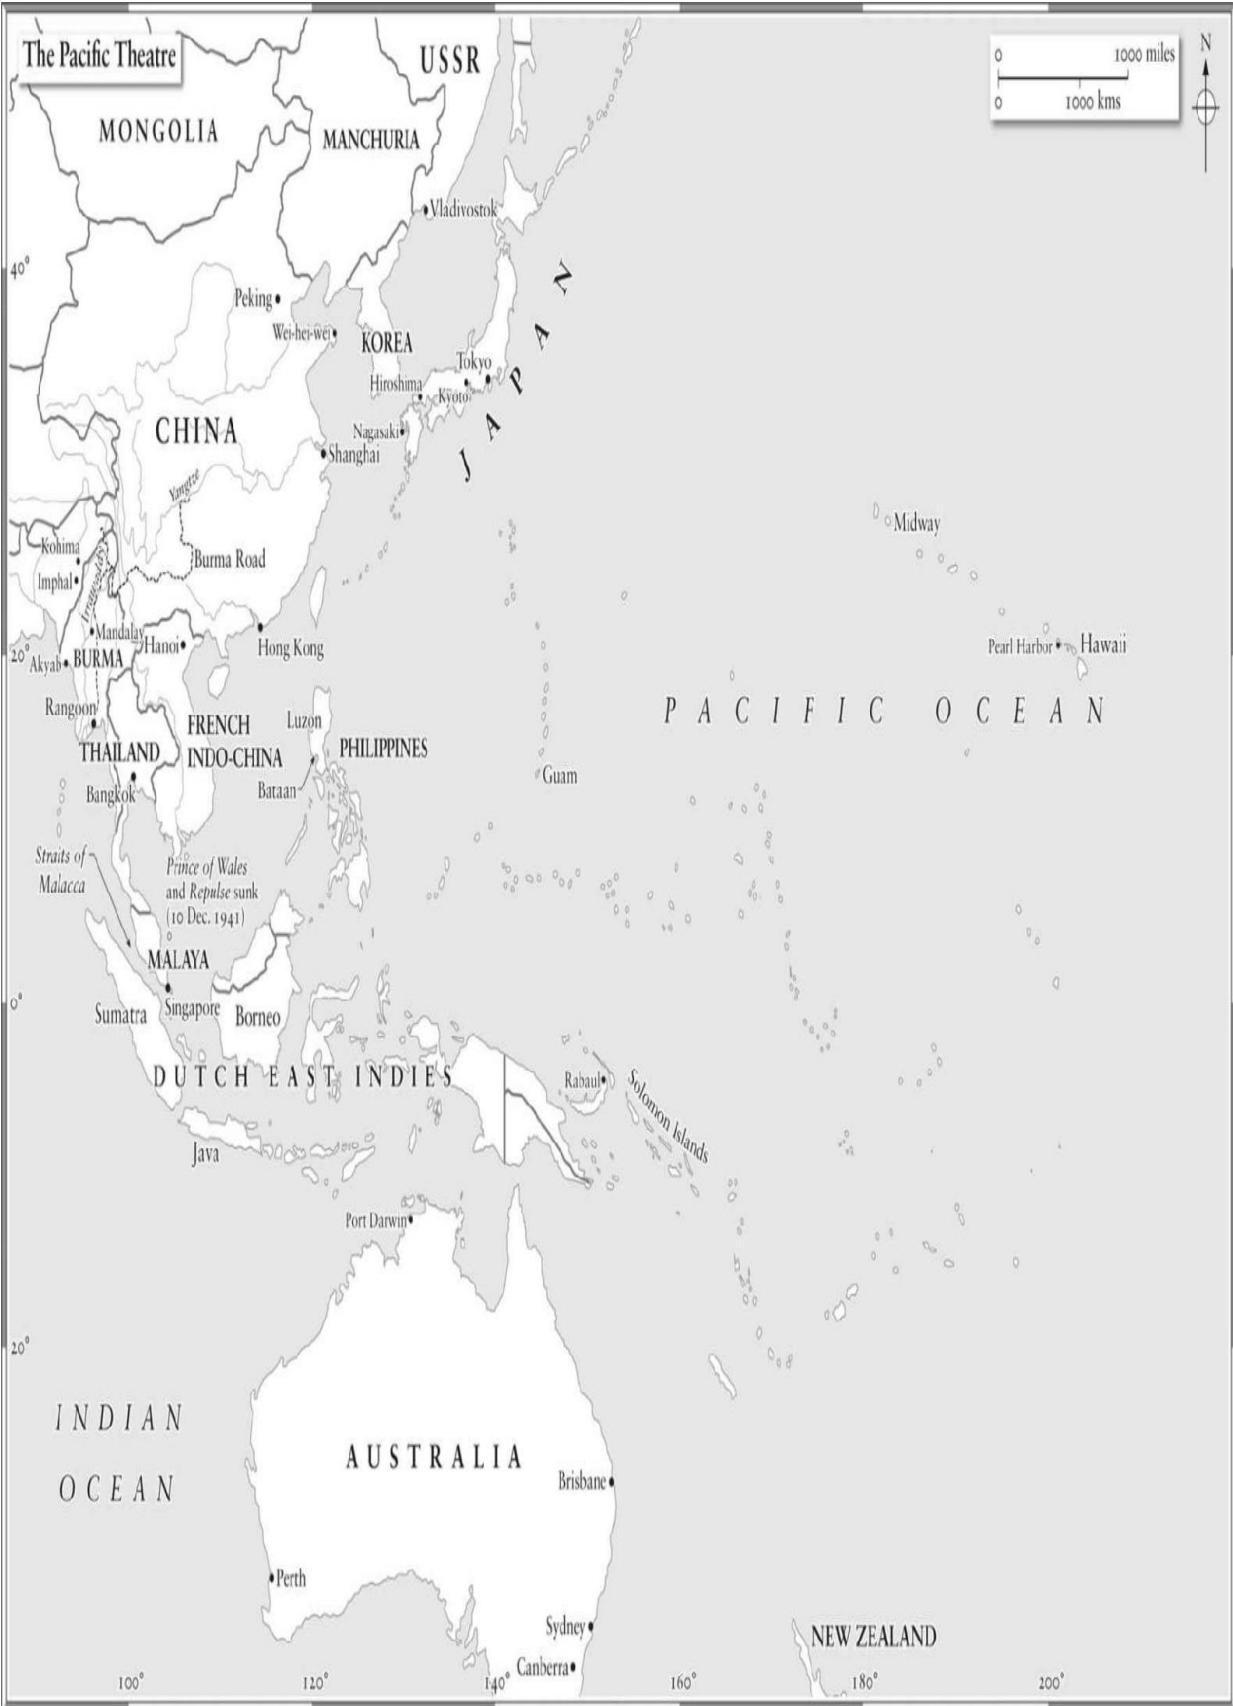 The Pacific Theatre
USSR
0 1000 miles
0 1000 kms
N
MONGOLIA
MANCHURIA
Vladivostok
40°
Peking
Wei-hei-wei
KOREA
JAPAN
Tokyo
Hiroshima
Kyoto
Nagasaki
CHINA
Shanghai
Yangtze
Midway
Kohima
Burma Road
Imphal
Irrawaddy
Mandalay
Hanoi
Hong Kong
Pearl Harbor
Hawaii
20°
Akyab
BURMA
Rangoon
FRENCH
INDO-CHINA
Luzon
PACIFIC OCEAN
THAILAND
PHILIPPINES
Bangkok
Bataan
Guam
Straits of
Malacca
Prince of Wales
and Repulse sunk
(10 Dec. 1941)
MALAYA
0°
Sumatra
Singapore
Borneo
DUTCH EAST INDIES
Rabaul
Solomon Islands
Java
Port Darwin
20°
INDIAN
OCEAN
AUSTRALIA
Brisbane
Perth
Sydney
Canberra
NEW ZEALAND
100° 120° 140° 160° 180° 200°